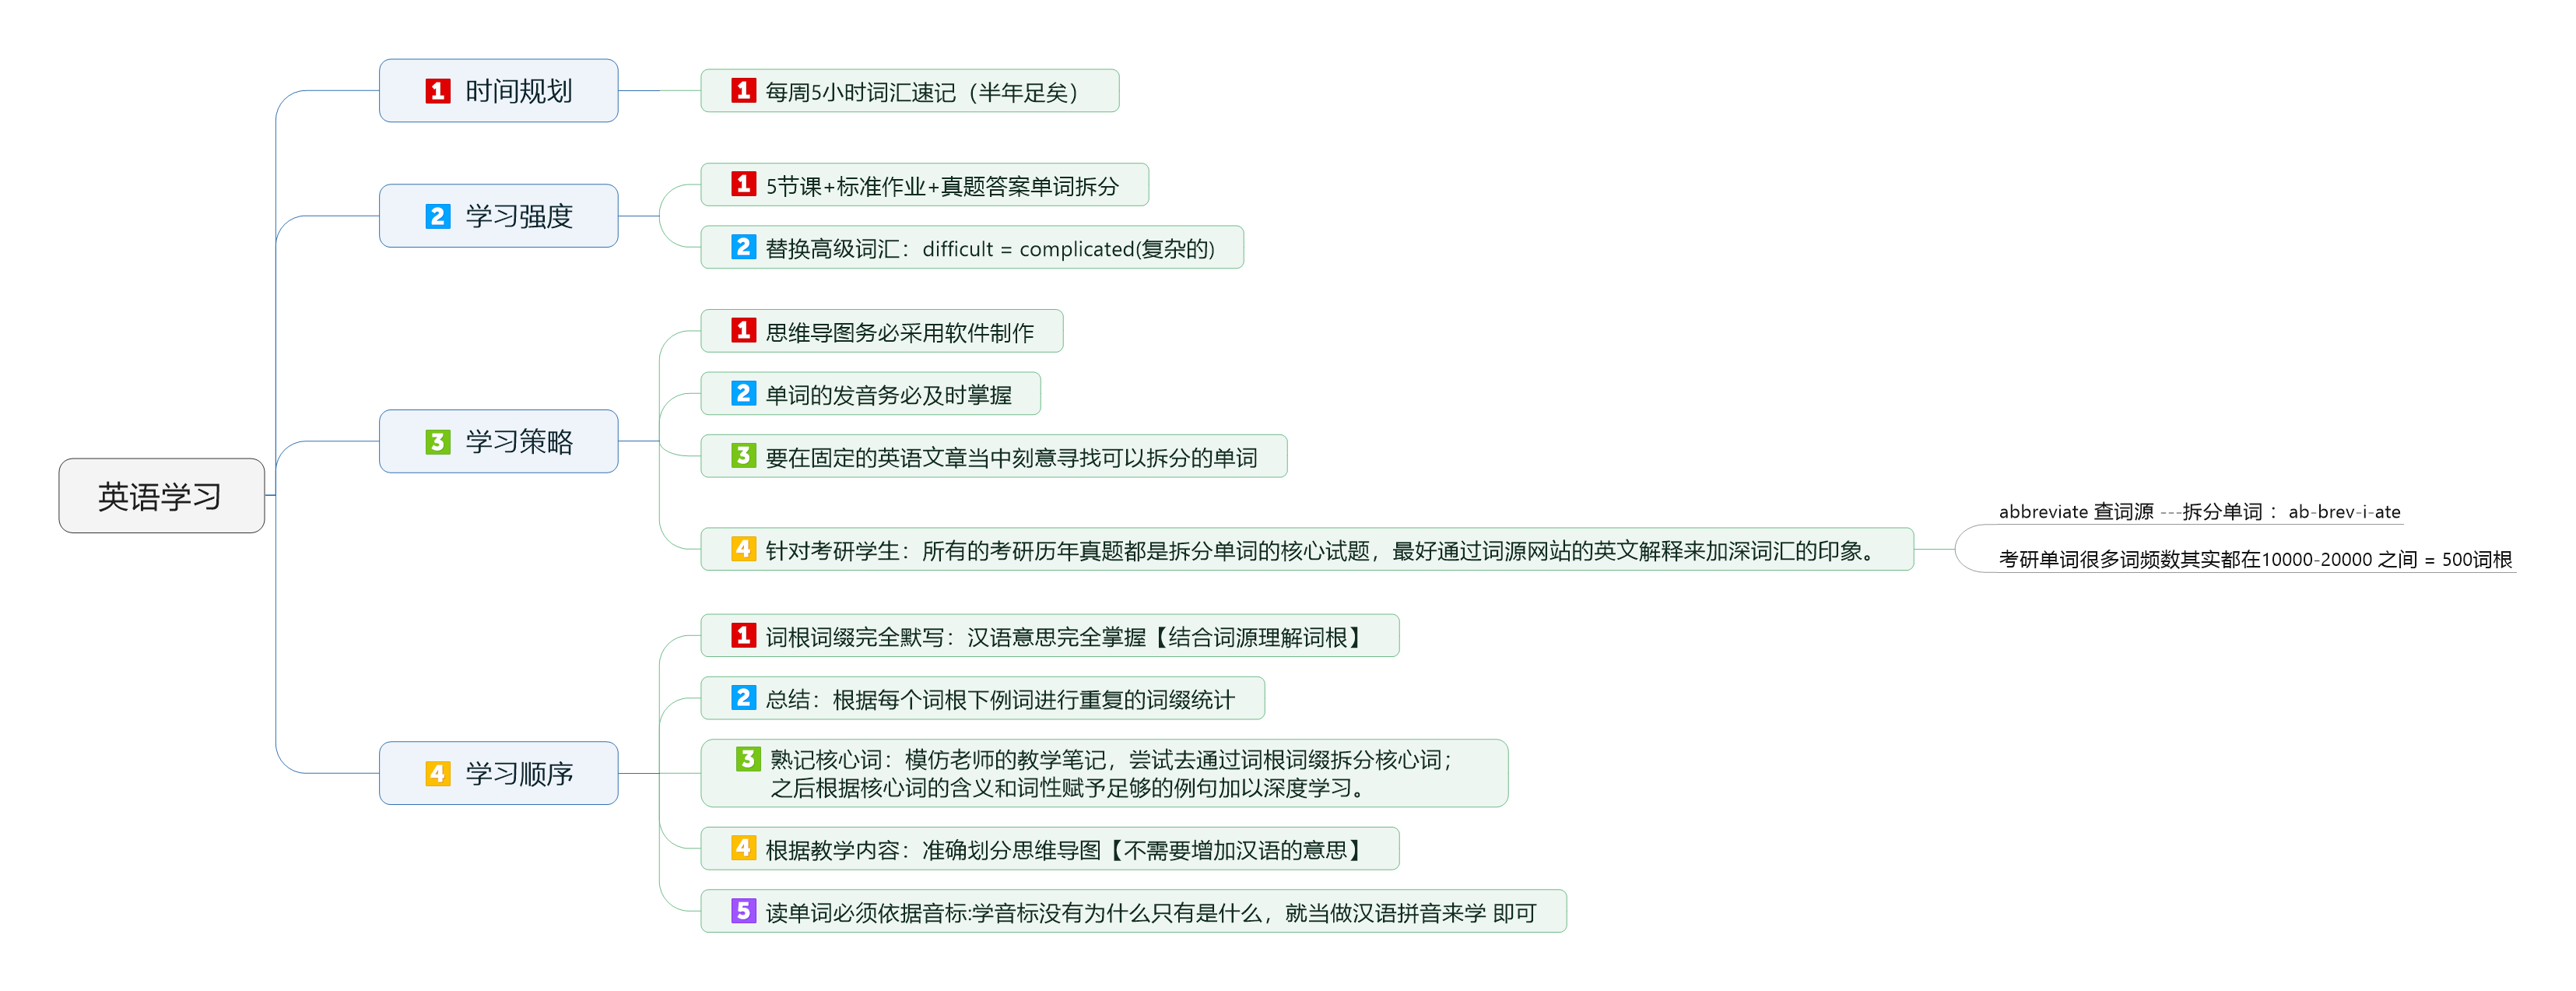 英语学习
1 时间规划
1 每周5小时词汇速记（半年足矣）
2 学习强度
1 5节课+标准作业+真题答案单词拆分
2 替换高级词汇：difficult = complicated(复杂的)
3 学习策略
1 思维导图务必采用软件制作
2 单词的发音务必及时掌握
3 要在固定的英语文章当中刻意寻找可以拆分的单词
4 针对考研学生：所有的考研历年真题都是拆分单词的核心试题，最好通过词源网站的英文解释来加深词汇的印象。
abbreviate 查词源 ---拆分单词 ：ab-brev-i-ate
考研单词很多词频数其实都在10000-20000 之间 = 500词根
4 学习顺序
1 词根词缀完全默写：汉语意思完全掌握【结合词源理解词根】
2 总结：根据每个词根下例词进行重复的词缀统计
3 熟记核心词：模仿老师的教学笔记，尝试去通过词根词缀拆分核心词；
之后根据核心词的含义和词性赋予足够的例句加以深度学习。
4 根据教学内容：准确划分思维导图【不需要增加汉语的意思】
5 读单词必须依据音标:学音标没有为什么只有是什么，就当做汉语拼音来学 即可